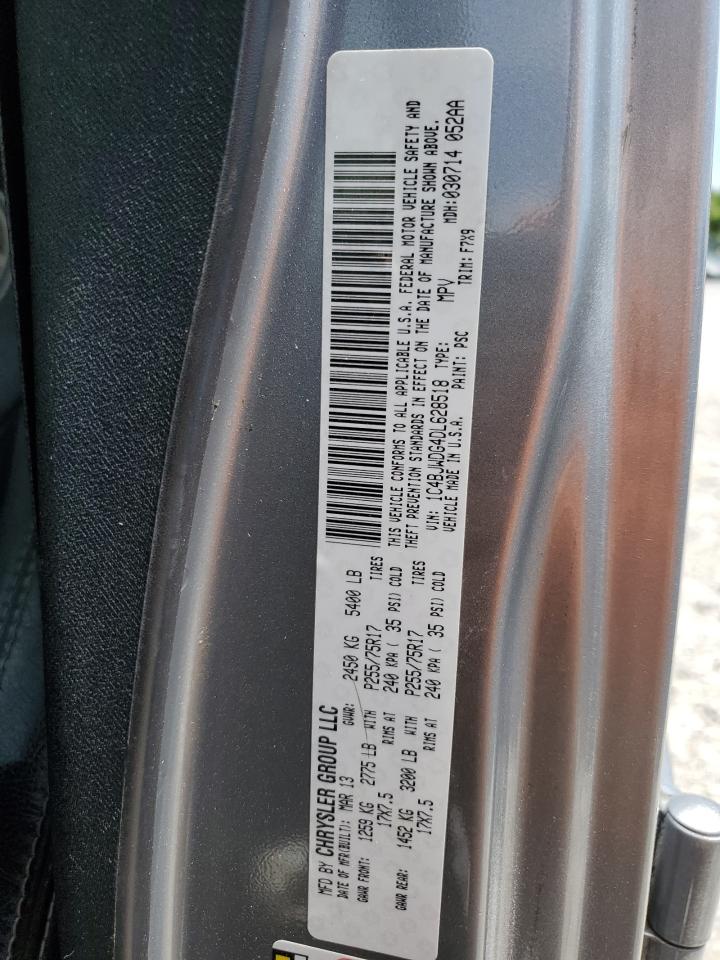 MFD BY CHRYSLER GROUP LLC
DATE OF MFR(BUILT): MAR 13 GVWR: 2450 KG 5400 LB
GAWR FRONT: 1259 KG 2775 LB WITH P255/75R17 TIRES
17X7.5 RIMS AT 240 KPA ( 35 PSI) COLD
GAWR REAR: 1452 KG 3200 LB WITH P255/75R17 TIRES
17X7.5 RIMS AT 240 KPA ( 35 PSI) COLD
THIS VEHICLE CONFORMS TO ALL APPLICABLE U.S.A. FEDERAL MOTOR VEHICLE SAFETY AND
THEFT PREVENTION STANDARDS IN EFFECT ON THE DATE OF MANUFACTURE SHOWN ABOVE.
VIN: 1C4BJWDG4DL628518 TYPE: MPV MDH:030714 052AA
VEHICLE MADE IN U.S.A. PAINT: PSC TRIM: F7X9